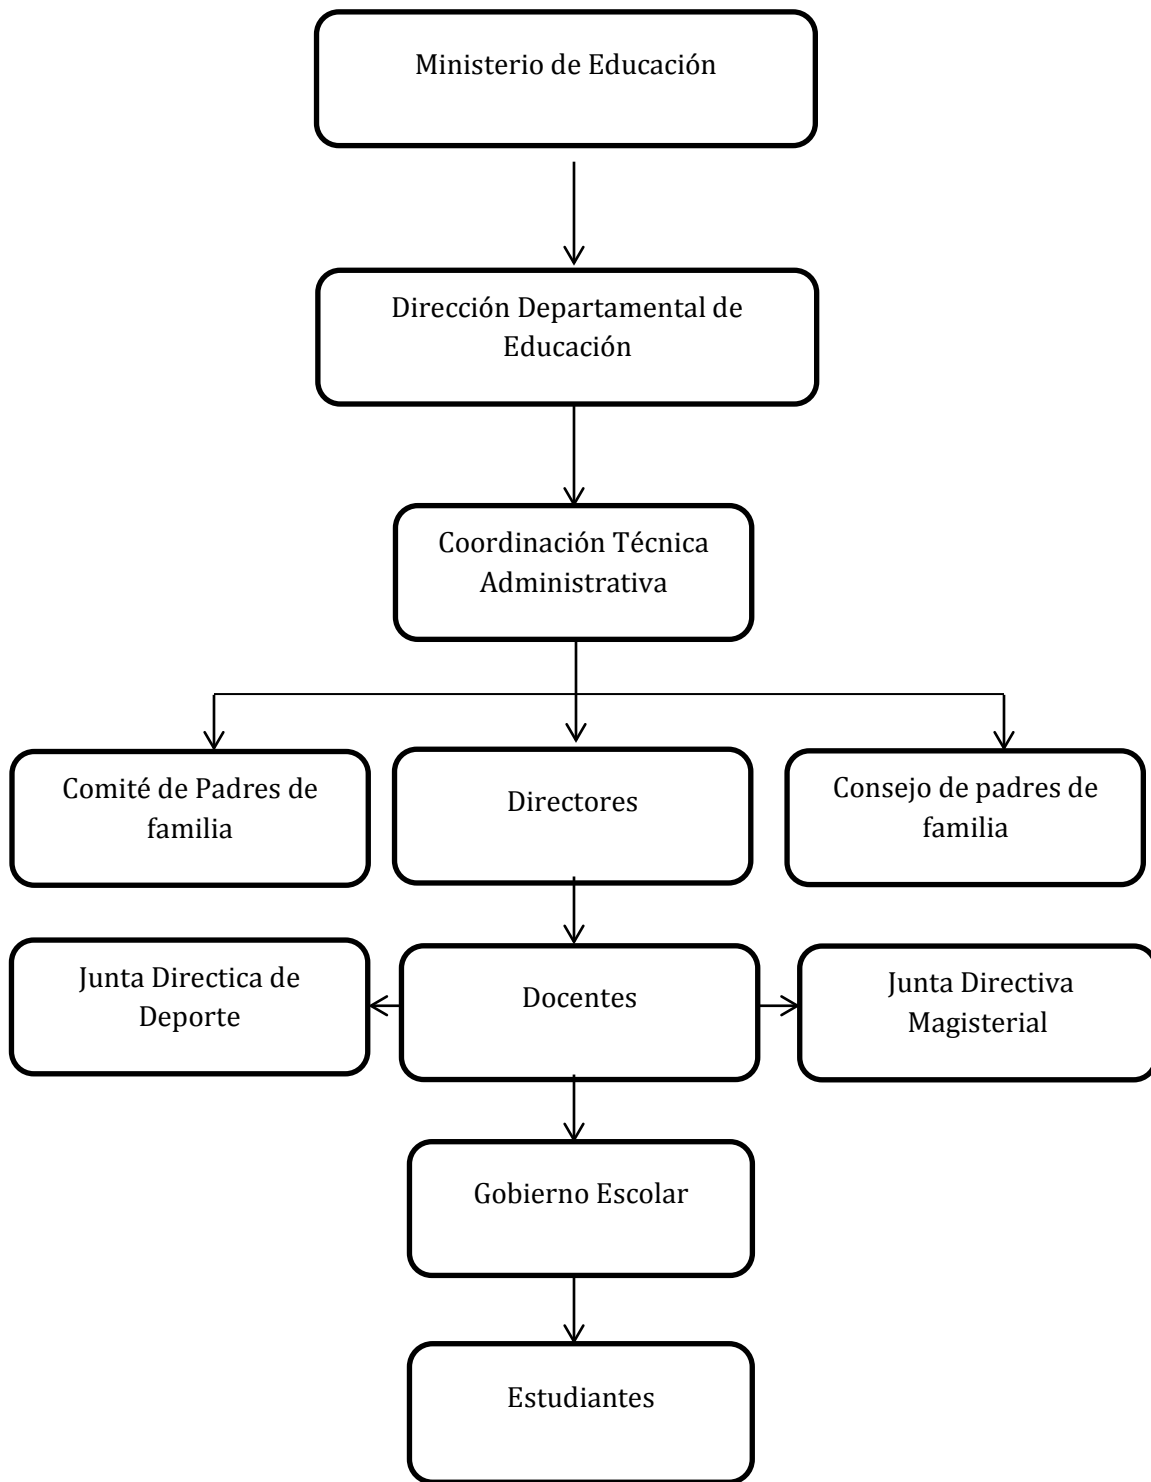 Ministerio de Educación
Dirección Departamental de
Educación
Coordinación Técnica
Administrativa
Comité de Padres de
familia
Directores
Consejo de padres de
familia
Junta Directica de
Deporte
Docentes
Junta Directiva
Magisterial
Gobierno Escolar
Estudiantes